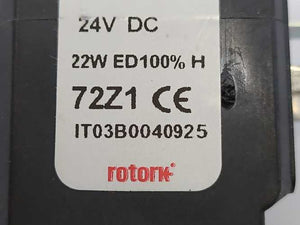 24V DC
22W ED100% H
72Z1 CE
IT03B0040925
rotork